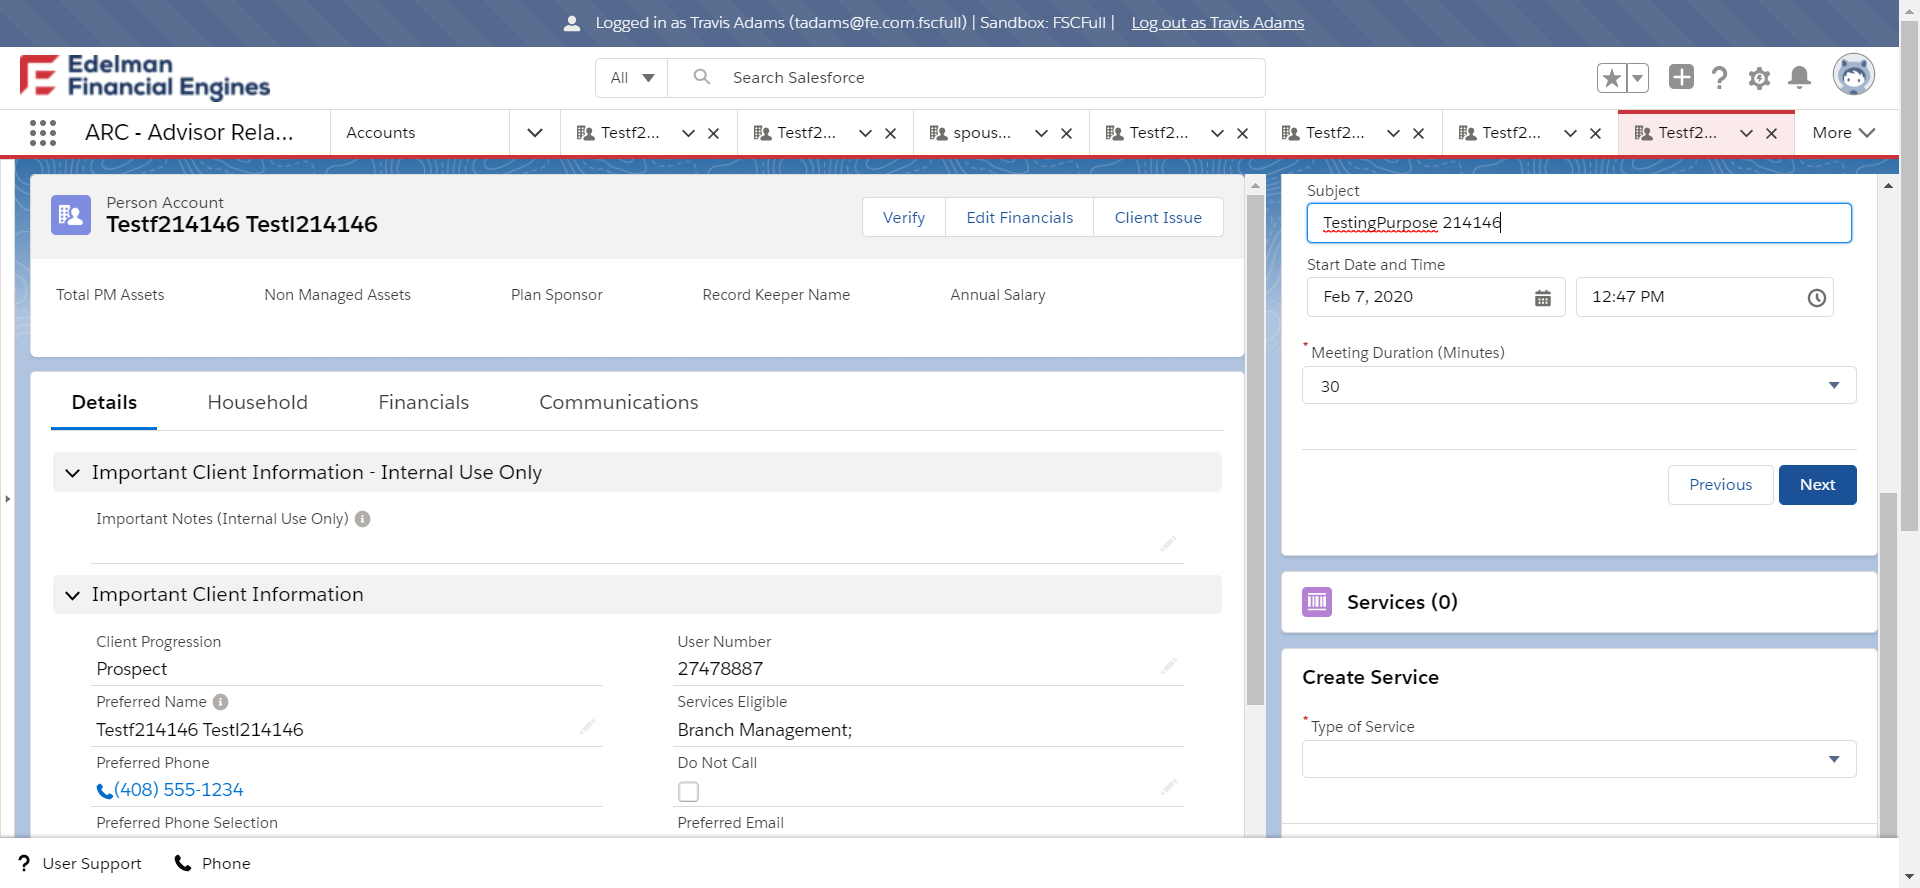 Logged in as Travis Adams (tadams@fe.com.fscfull) | Sandbox: FSCFull | Log out as Travis Adams
Edelman
Financial Engines
All
Search Salesforce
ARC - Advisor Rela...
Accounts
Testf2...
Testf2...
spous...
Testf2...
Testf2...
Testf2...
Testf2...
More
Person Account
Testf214146 Testl214146
Verify
Edit Financials
Client Issue
Total PM Assets
Non Managed Assets
Plan Sponsor
Record Keeper Name
Annual Salary
Details
Household
Financials
Communications
Important Client Information - Internal Use Only
Important Notes (Internal Use Only)
Important Client Information
Client Progression
Prospect
User Number
27478887
Preferred Name
Testf214146 Testl214146
Services Eligible
Branch Management;
Preferred Phone
(408) 555-1234
Do Not Call
Preferred Phone Selection
Preferred Email
Subject
TestingPurpose 214146
Start Date and Time
Feb 7, 2020
12:47 PM
* Meeting Duration (Minutes)
30
Previous
Next
Services (0)
Create Service
* Type of Service
? User Support
Phone